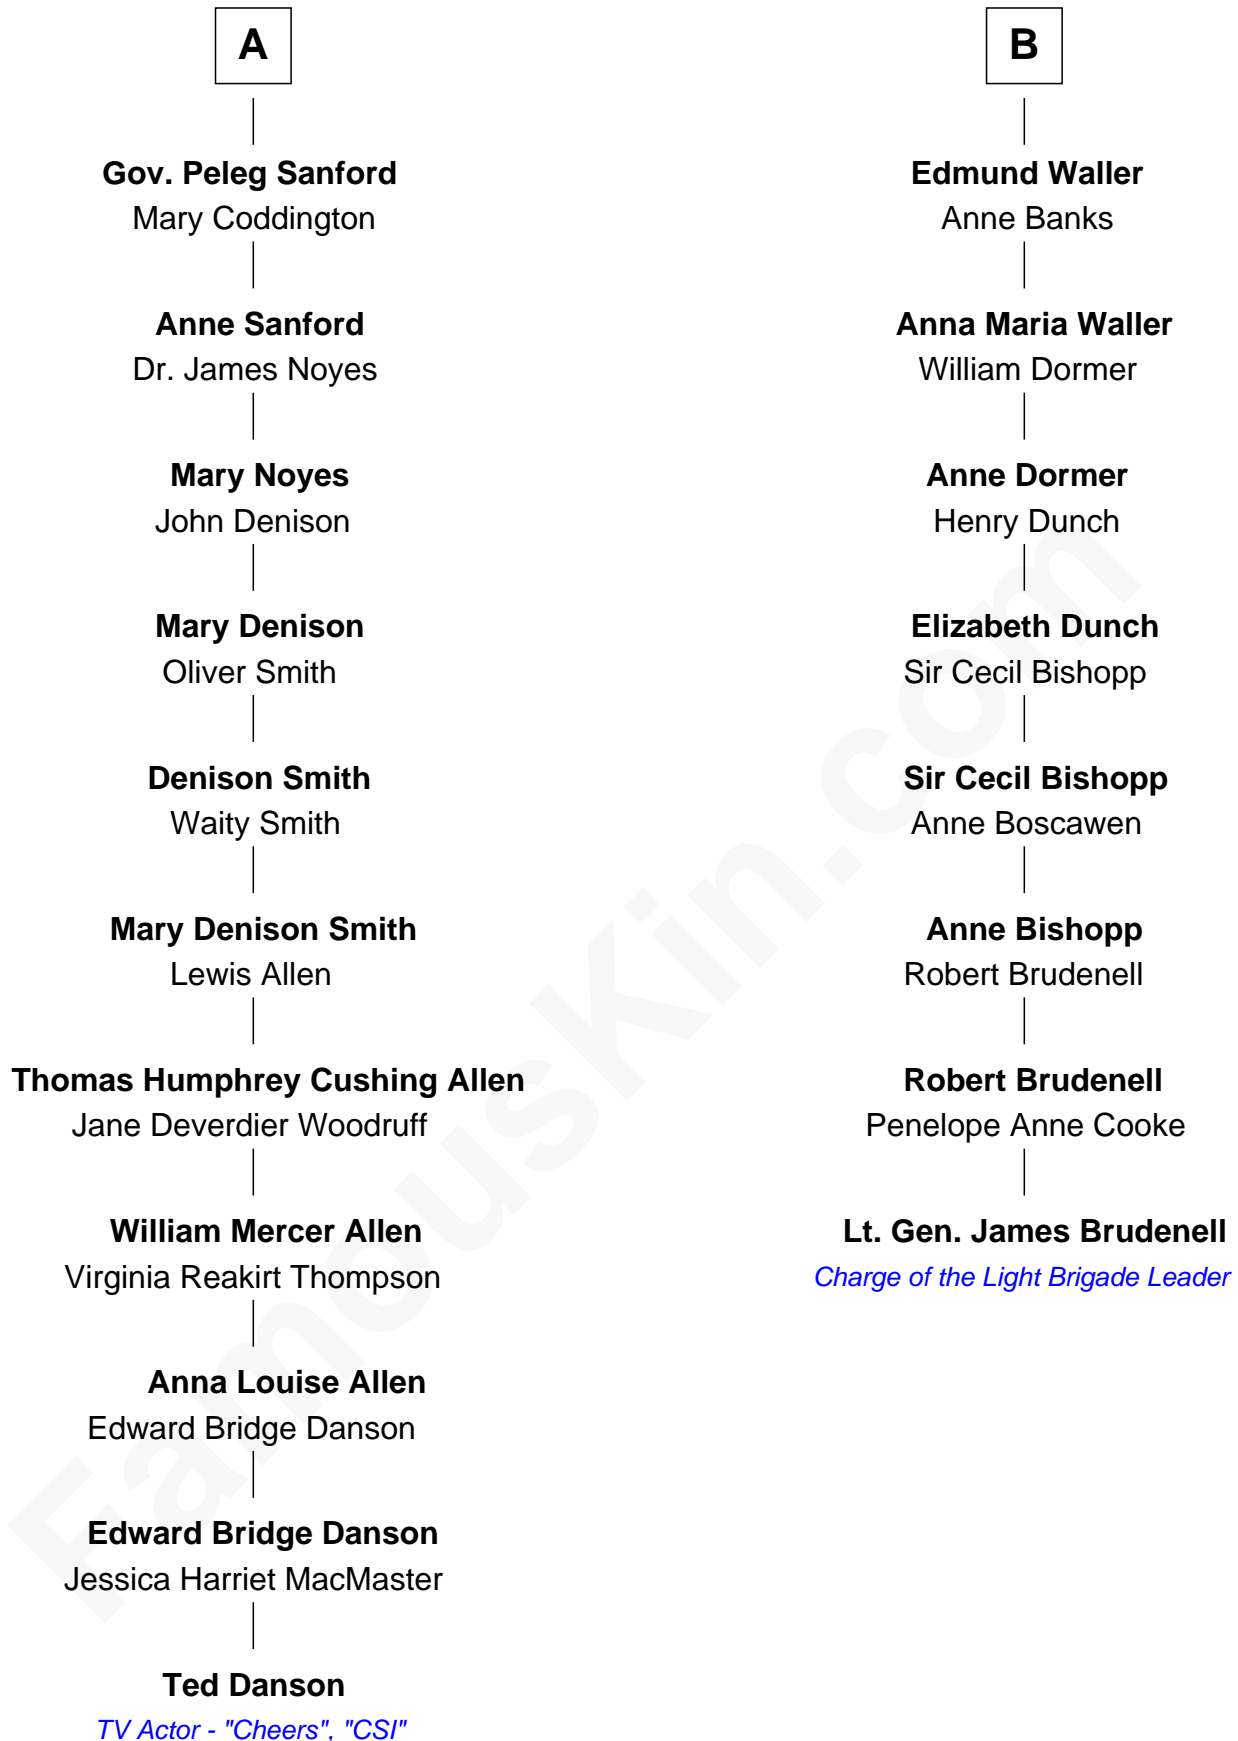 A
Gov. Peleg Sanford
Mary Coddington
Anne Sanford
Dr. James Noyes
Mary Noyes
John Denison
Mary Denison
Oliver Smith
Denison Smith
Waity Smith
Mary Denison Smith
Lewis Allen
Thomas Humphrey Cushing Allen
Jane Deverdier Woodruff
William Mercer Allen
Virginia Reakirt Thompson
Anna Louise Allen
Edward Bridge Danson
Edward Bridge Danson
Jessica Harriet MacMaster
Ted Danson
TV Actor - "Cheers", "CSI"
B
Edmund Waller
Anne Banks
Anna Maria Waller
William Dormer
Anne Dormer
Henry Dunch
Elizabeth Dunch
Sir Cecil Bishopp
Sir Cecil Bishopp
Anne Boscawen
Anne Bishopp
Robert Brudenell
Robert Brudenell
Penelope Anne Cooke
Lt. Gen. James Brudenell
Charge of the Light Brigade Leader
FamousKin.com